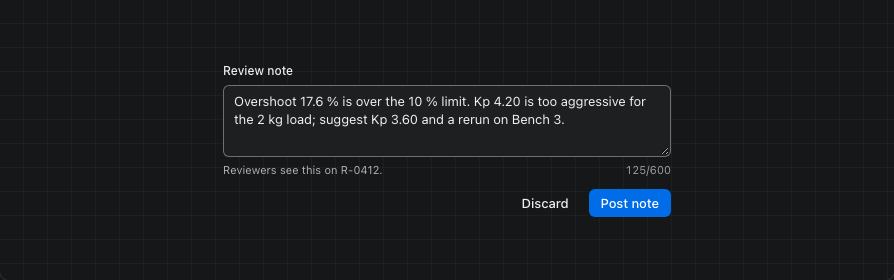 Review note
Overshoot 17.6 % is over the 10 % limit. Kp 4.20 is too aggressive for
the 2 kg load; suggest Kp 3.60 and a rerun on Bench 3.
Reviewers see this on R-0412.
125/600
Discard
Post note